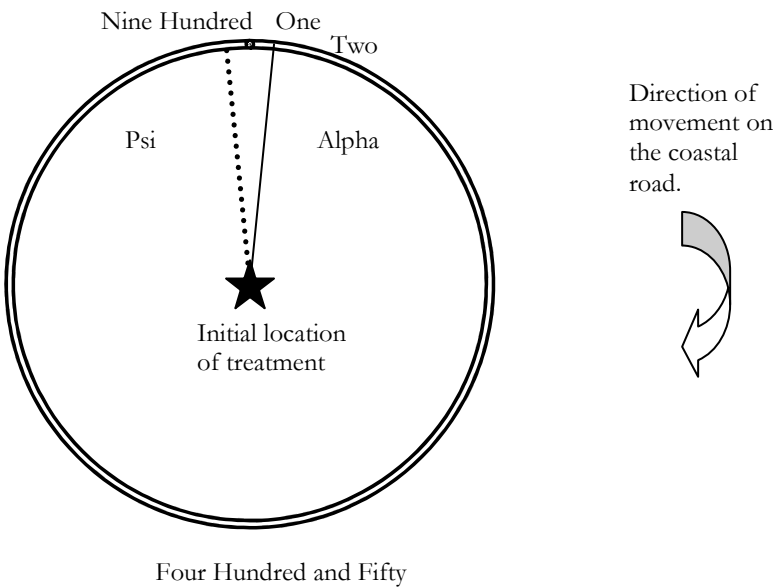 Nine Hundred One
Two
Direction of
movement on
the coastal
road.
Psi
Alpha
Initial location
of treatment
Four Hundred and Fifty